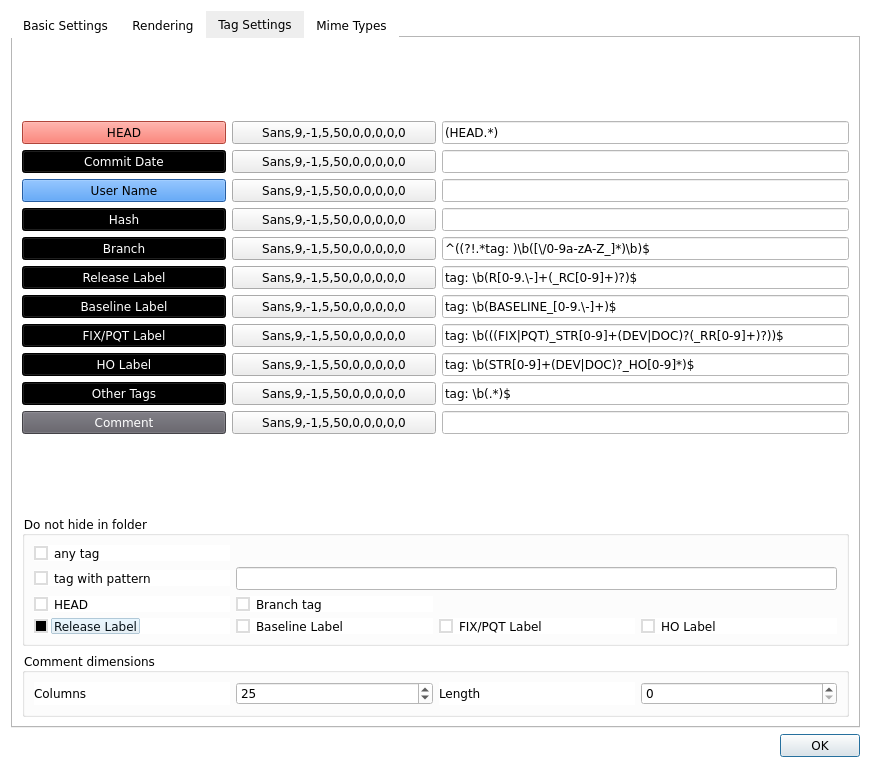 Basic Settings Rendering Tag Settings Mime Types
HEAD Sans,9,-1,5,50,0,0,0,0,0 (HEAD.*)
Commit Date Sans,9,-1,5,50,0,0,0,0,0
User Name Sans,9,-1,5,50,0,0,0,0,0
Hash Sans,9,-1,5,50,0,0,0,0,0
Branch Sans,9,-1,5,50,0,0,0,0,0 ^((?!.*tag: )\b([\/0-9a-zA-Z_]*)\b)$
Release Label Sans,9,-1,5,50,0,0,0,0,0 tag: \b(R[0-9.\-]+(_RC[0-9]+)?)$
Baseline Label Sans,9,-1,5,50,0,0,0,0,0 tag: \b(BASELINE_[0-9.\-]+)$
FIX/PQT Label Sans,9,-1,5,50,0,0,0,0,0 tag: \b(((FIX|PQT)_STR[0-9]+(DEV|DOC)?(_RR[0-9]+)?))$
HO Label Sans,9,-1,5,50,0,0,0,0,0 tag: \b(STR[0-9]+(DEV|DOC)?_HO[0-9]*)$
Other Tags Sans,9,-1,5,50,0,0,0,0,0 tag: \b(.*)$
Comment Sans,9,-1,5,50,0,0,0,0,0
Do not hide in folder
any tag
tag with pattern
HEAD Branch tag
Release Label Baseline Label FIX/PQT Label HO Label
Comment dimensions
Columns 25 Length 0
OK